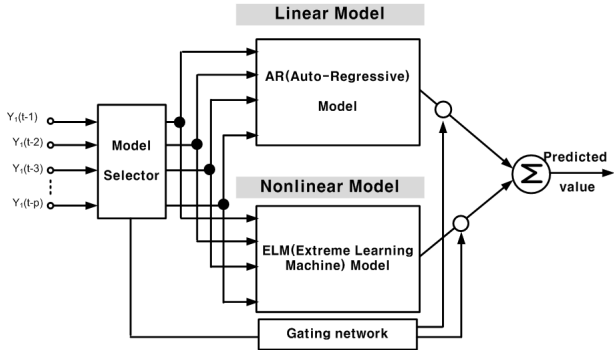 Linear Model
AR(Auto-Regressive)
Model
Y1(t-1)
Y1(t-2)
Y1(t-3)
Y1(t-p)
Model
Selector
Nonlinear Model
ELM(Extreme Learning
Machine) Model
Gating network
Σ
Predicted
value